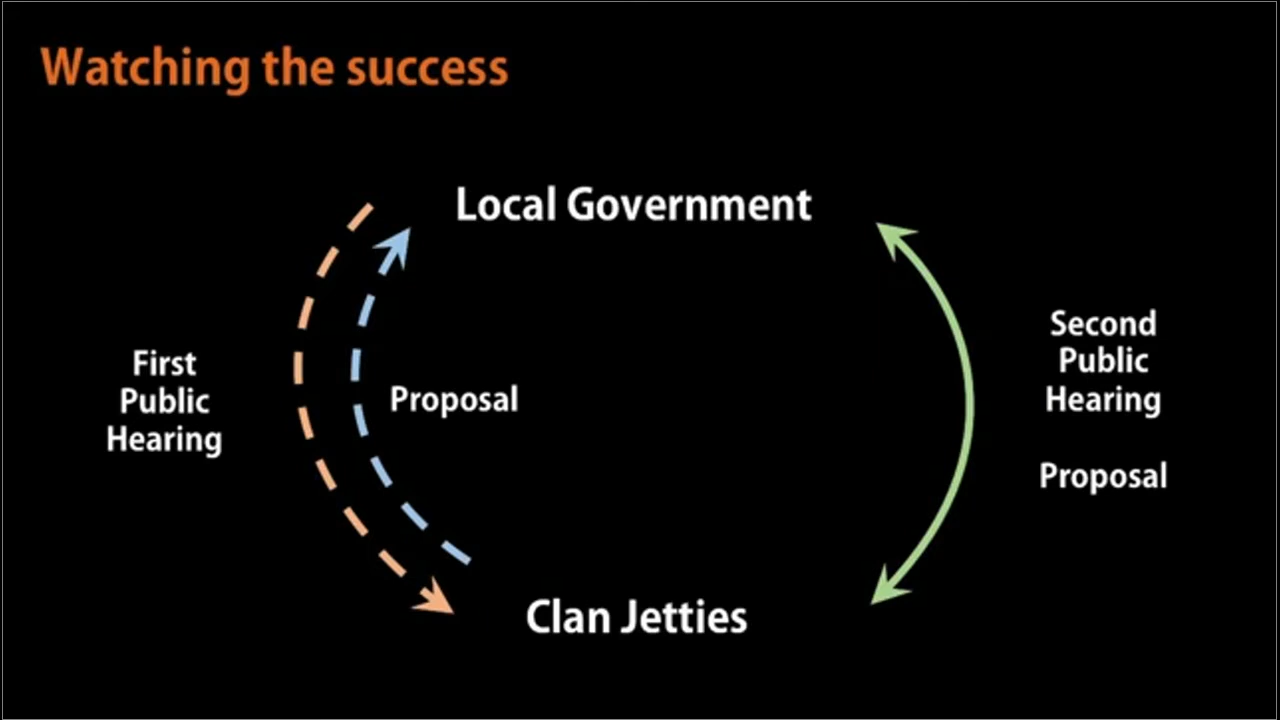 Watching the success
Local Government
First
Public
Hearing
Proposal
Second
Public
Hearing
Proposal
Clan Jetties